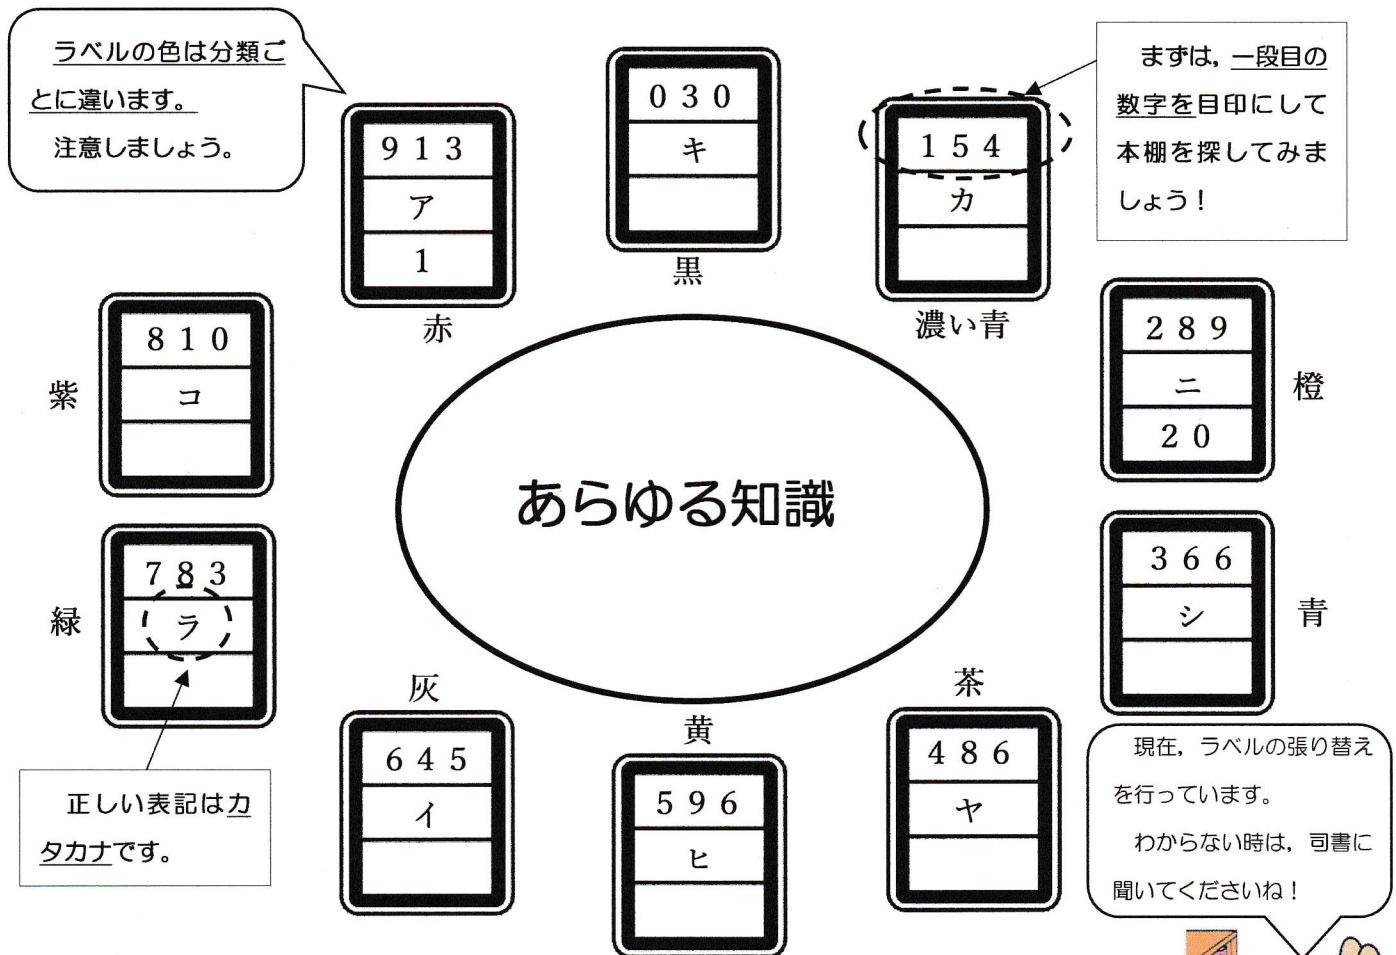 ラベルの色は分類ご
とに違います。
注意しましょう。
まずは，一段目の
数字を目印にして
本棚を探してみま
しょう！
030
キ
黒
154
カ
濃い青
289
ニ
20
橙
366
シ
青
486
ヤ
茶
596
ヒ
黄
645
イ
灰
783
ラ
緑
810
コ
紫
913
ア
1
赤
あらゆる知識
正しい表記はカ
タカナです。
現在，ラベルの張り替え
を行っています。
わからない時は，司書に
聞いてくださいね！